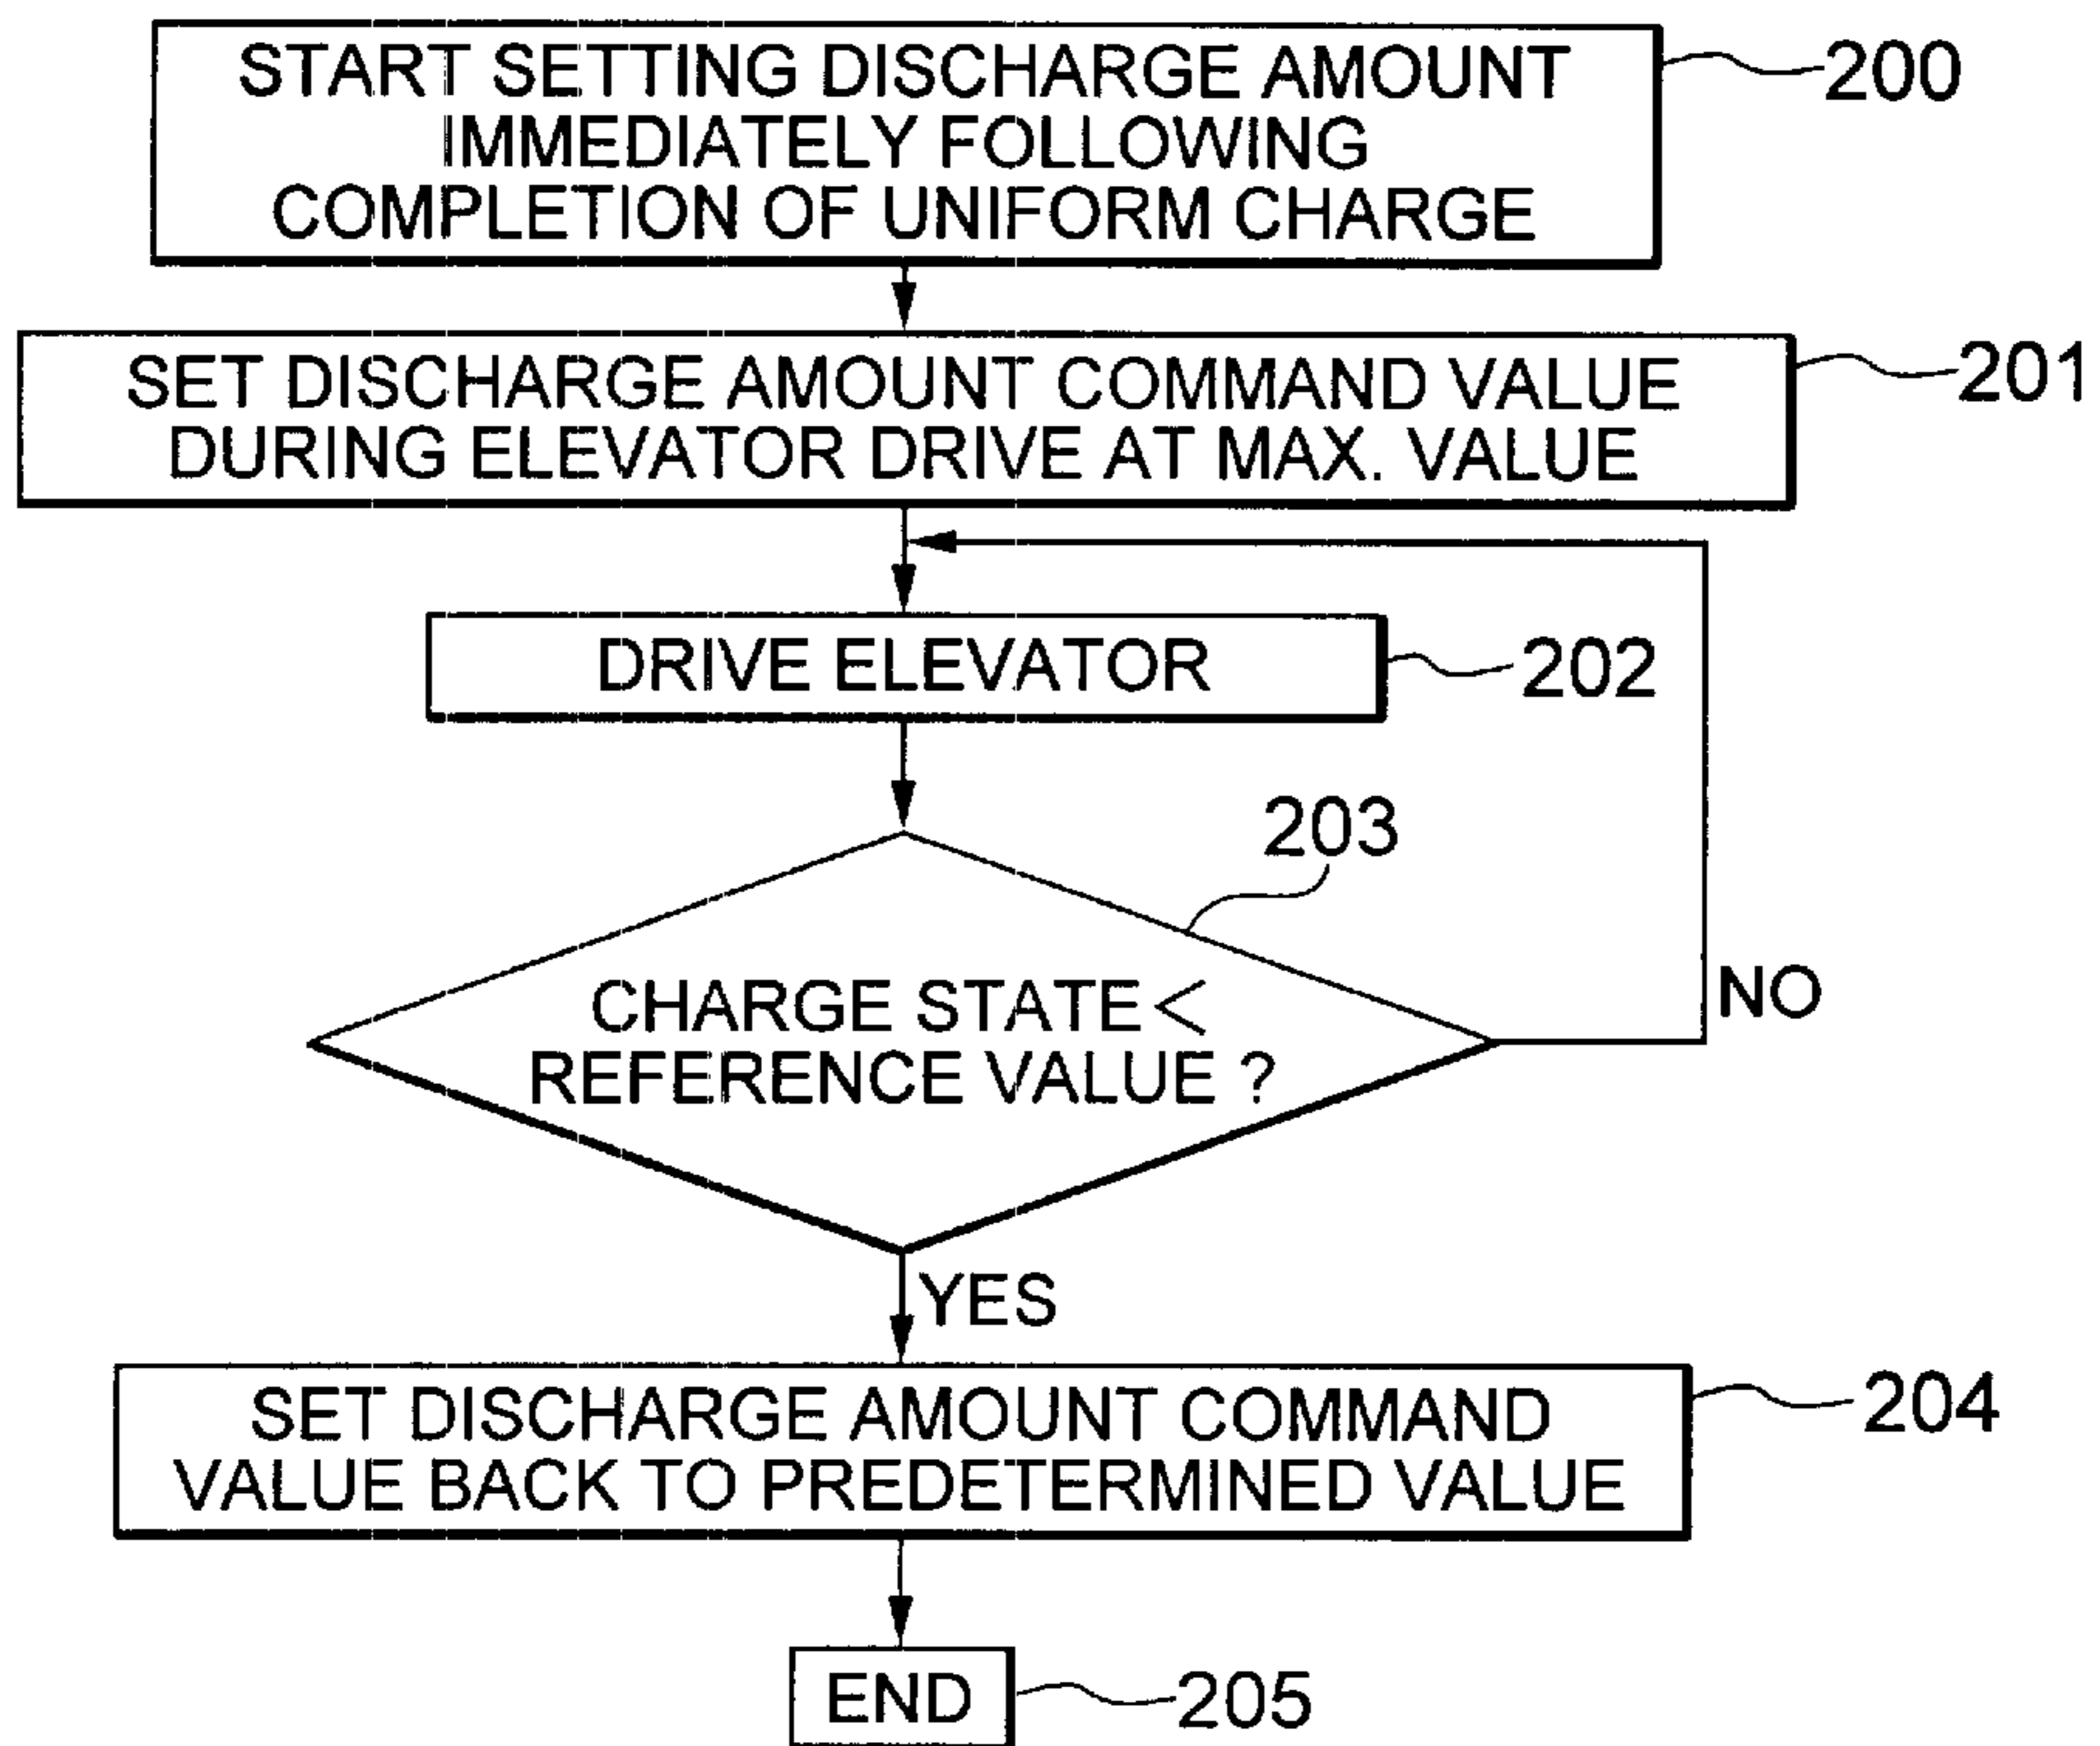 START SETTING DISCHARGE AMOUNT
IMMEDIATELY FOLLOWING
COMPLETION OF UNIFORM CHARGE
200
SET DISCHARGE AMOUNT COMMAND VALUE
DURING ELEVATOR DRIVE AT MAX. VALUE
201
DRIVE ELEVATOR
202
203
CHARGE STATE <
REFERENCE VALUE ?
NO
YES
SET DISCHARGE AMOUNT COMMAND
VALUE BACK TO PREDETERMINED VALUE
204
END
205